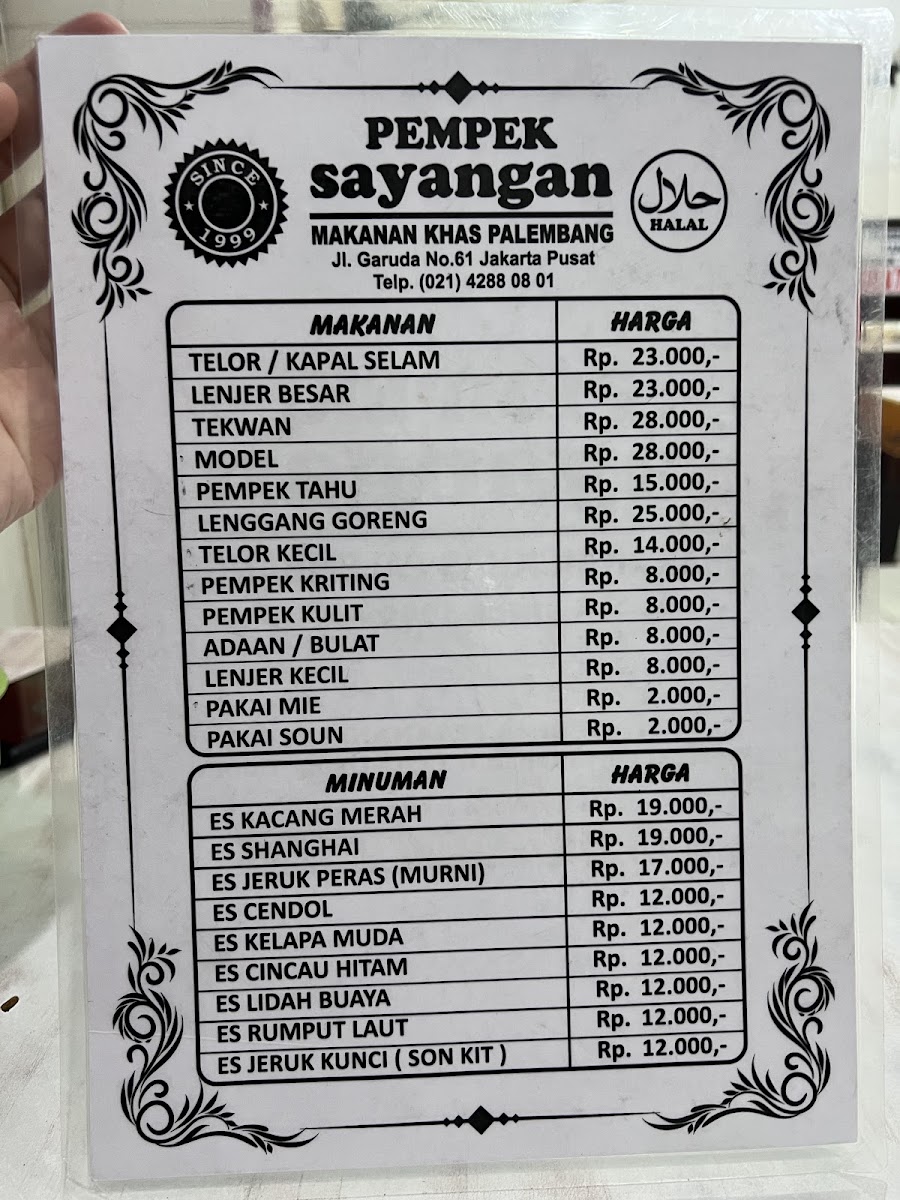 PEMPEK
sayangan
SINCE
1999
حلال
HALAL
MAKANAN KHAS PALEMBANG
Jl. Garuda No.61 Jakarta Pusat
Telp. (021) 4288 08 01
MAKANAN HARGA
TELOR / KAPAL SELAM Rp. 23.000,-
LENJER BESAR Rp. 23.000,-
TEKWAN Rp. 28.000,-
MODEL Rp. 28.000,-
PEMPEK TAHU Rp. 15.000,-
LENGGANG GORENG Rp. 25.000,-
TELOR KECIL Rp. 14.000,-
PEMPEK KRITING Rp. 8.000,-
PEMPEK KULIT Rp. 8.000,-
ADAAN / BULAT Rp. 8.000,-
LENJER KECIL Rp. 8.000,-
PAKAI MIE Rp. 2.000,-
PAKAI SOUN Rp. 2.000,-
MINUMAN HARGA
ES KACANG MERAH Rp. 19.000,-
ES SHANGHAI Rp. 19.000,-
ES JERUK PERAS (MURNI) Rp. 17.000,-
ES CENDOL Rp. 12.000,-
ES KELAPA MUDA Rp. 12.000,-
ES CINCAU HITAM Rp. 12.000,-
ES LIDAH BUAYA Rp. 12.000,-
ES RUMPUT LAUT Rp. 12.000,-
ES JERUK KUNCI ( SON KIT ) Rp. 12.000,-